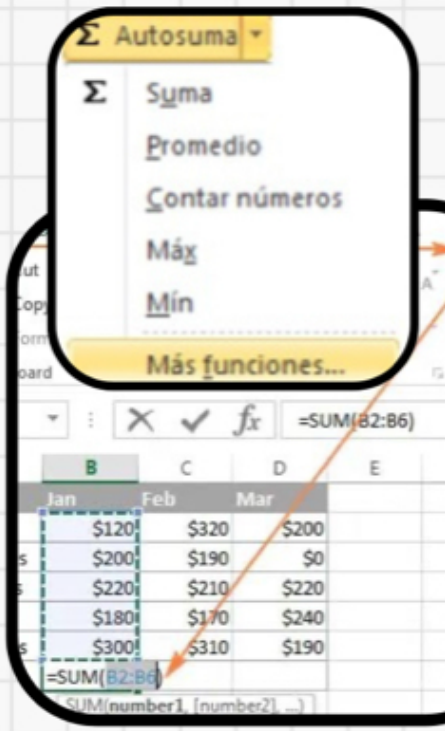 Σ Autosuma
Σ Suma
Promedio
Contar números
Máx
Mín
Más funciones...
fx =SUM(B2:B6)
B C D E
Jan Feb Mar
$120 $320 $200
$200 $190 $0
$220 $210 $220
$180 $170 $240
$300 $310 $190
=SUM(B2:B6)
SUM(number1, [number2], ...)